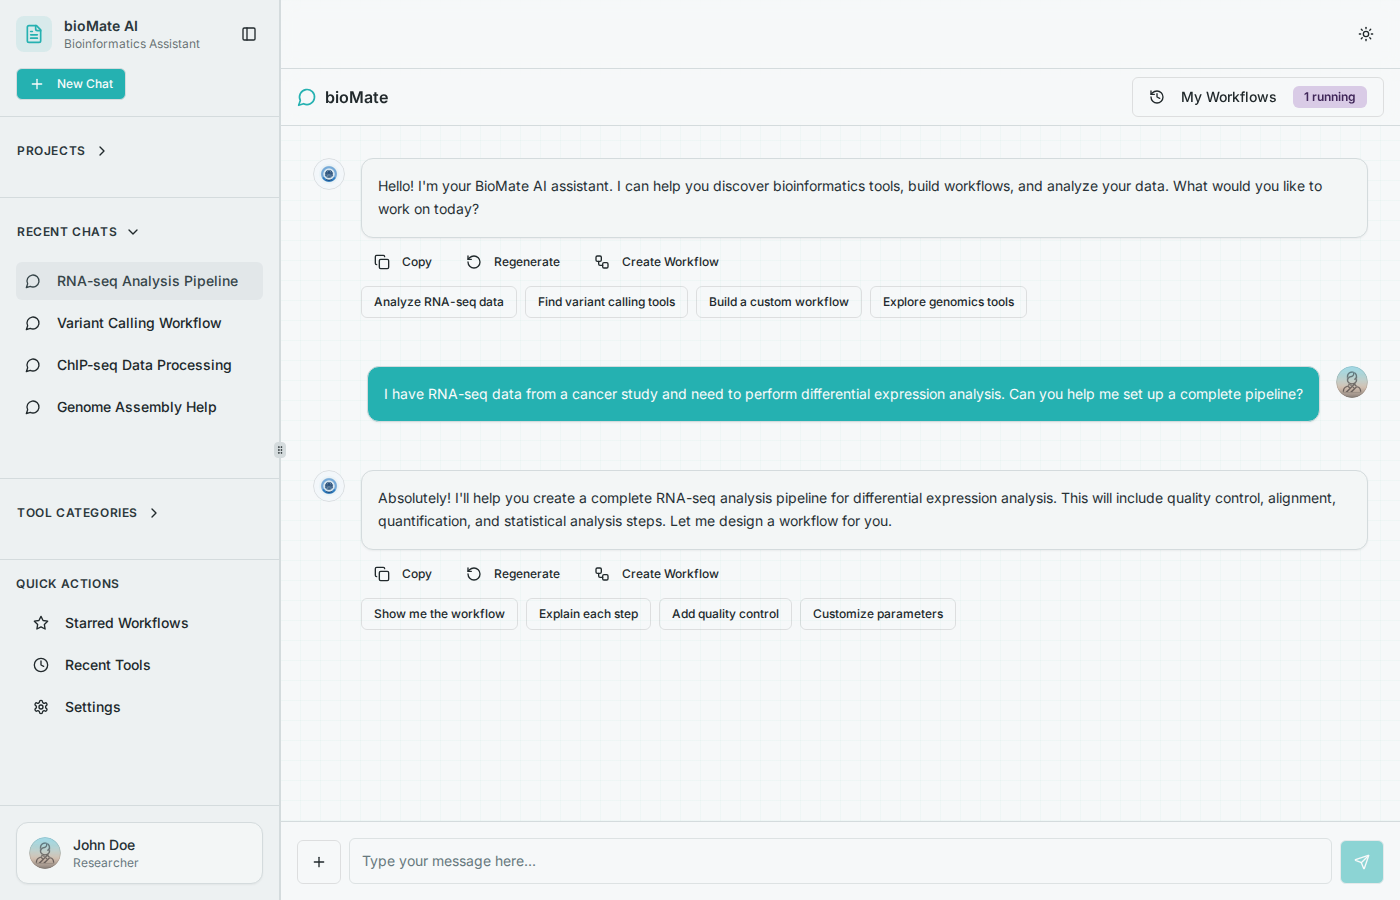 bioMate AI
Bioinformatics Assistant
New Chat
PROJECTS
RECENT CHATS
RNA-seq Analysis Pipeline
Variant Calling Workflow
ChIP-seq Data Processing
Genome Assembly Help
TOOL CATEGORIES
QUICK ACTIONS
Starred Workflows
Recent Tools
Settings
John Doe
Researcher
bioMate
My Workflows 1 running
Hello! I'm your BioMate AI assistant. I can help you discover bioinformatics tools, build workflows, and analyze your data. What would you like to
work on today?
Copy Regenerate Create Workflow
Analyze RNA-seq data Find variant calling tools Build a custom workflow Explore genomics tools
I have RNA-seq data from a cancer study and need to perform differential expression analysis. Can you help me set up a complete pipeline?
Absolutely! I'll help you create a complete RNA-seq analysis pipeline for differential expression analysis. This will include quality control, alignment,
quantification, and statistical analysis steps. Let me design a workflow for you.
Copy Regenerate Create Workflow
Show me the workflow Explain each step Add quality control Customize parameters
Type your message here...